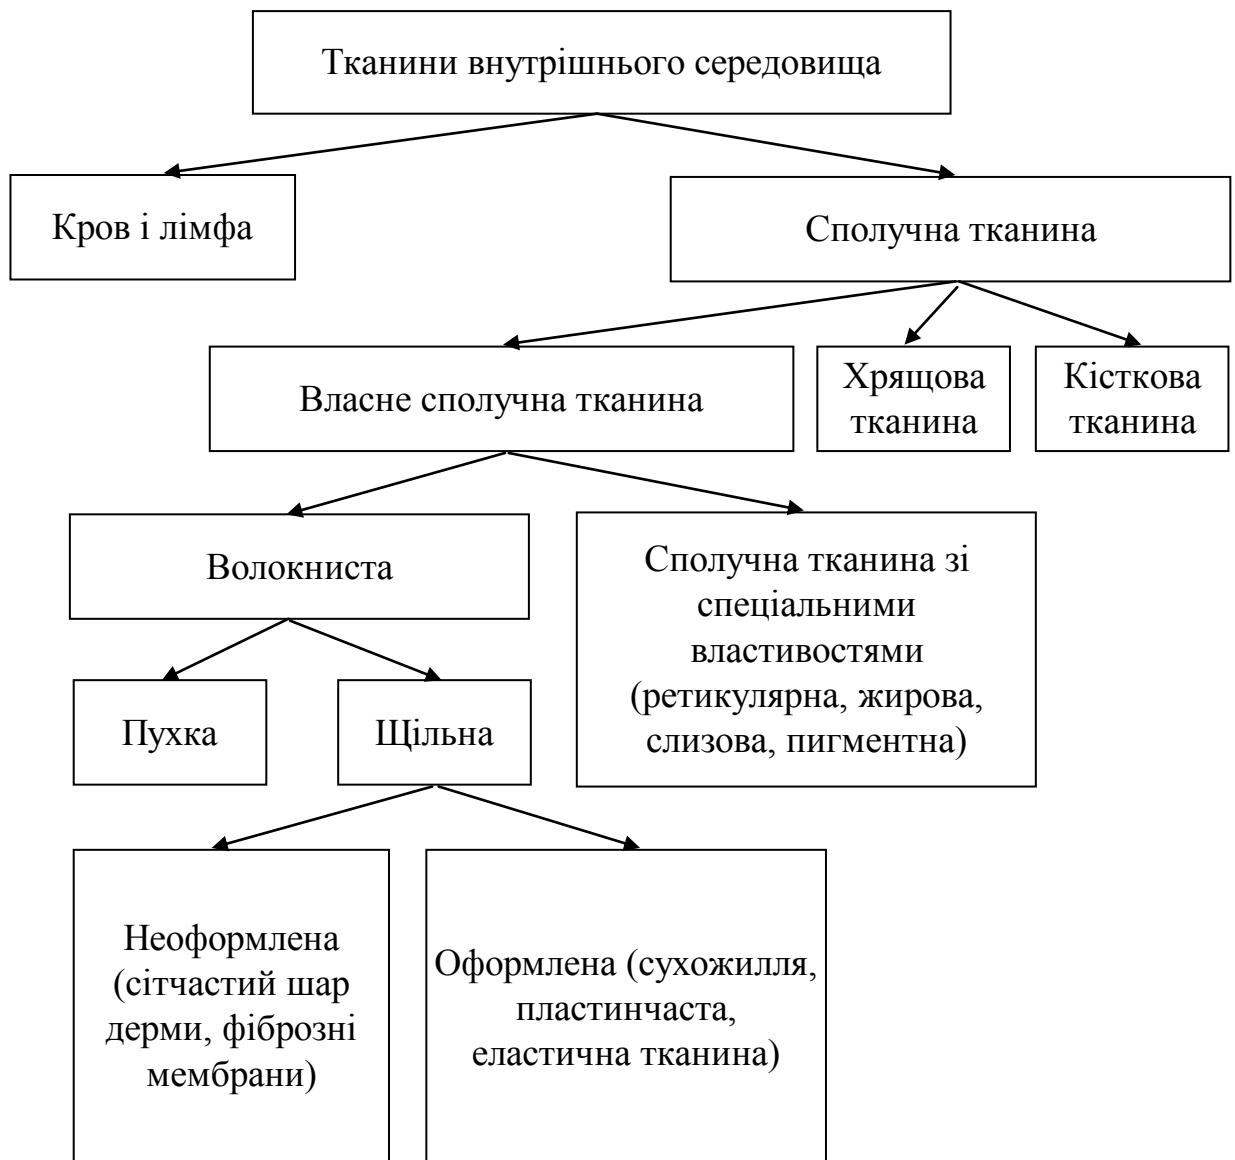 Тканини внутрішнього середовища
Кров і лімфа
Сполучна тканина
Власне сполучна тканина
Хрящова
тканина
Кісткова
тканина
Волокниста
Сполучна тканина зі
спеціальними
властивостями
(ретикулярна, жирова,
слизова, пигментна)
Пухка
Щільна
Неоформлена
(сітчастий шар
дерми, фіброзні
мембрани)
Оформлена (сухожилля,
пластинчаста,
еластична тканина)